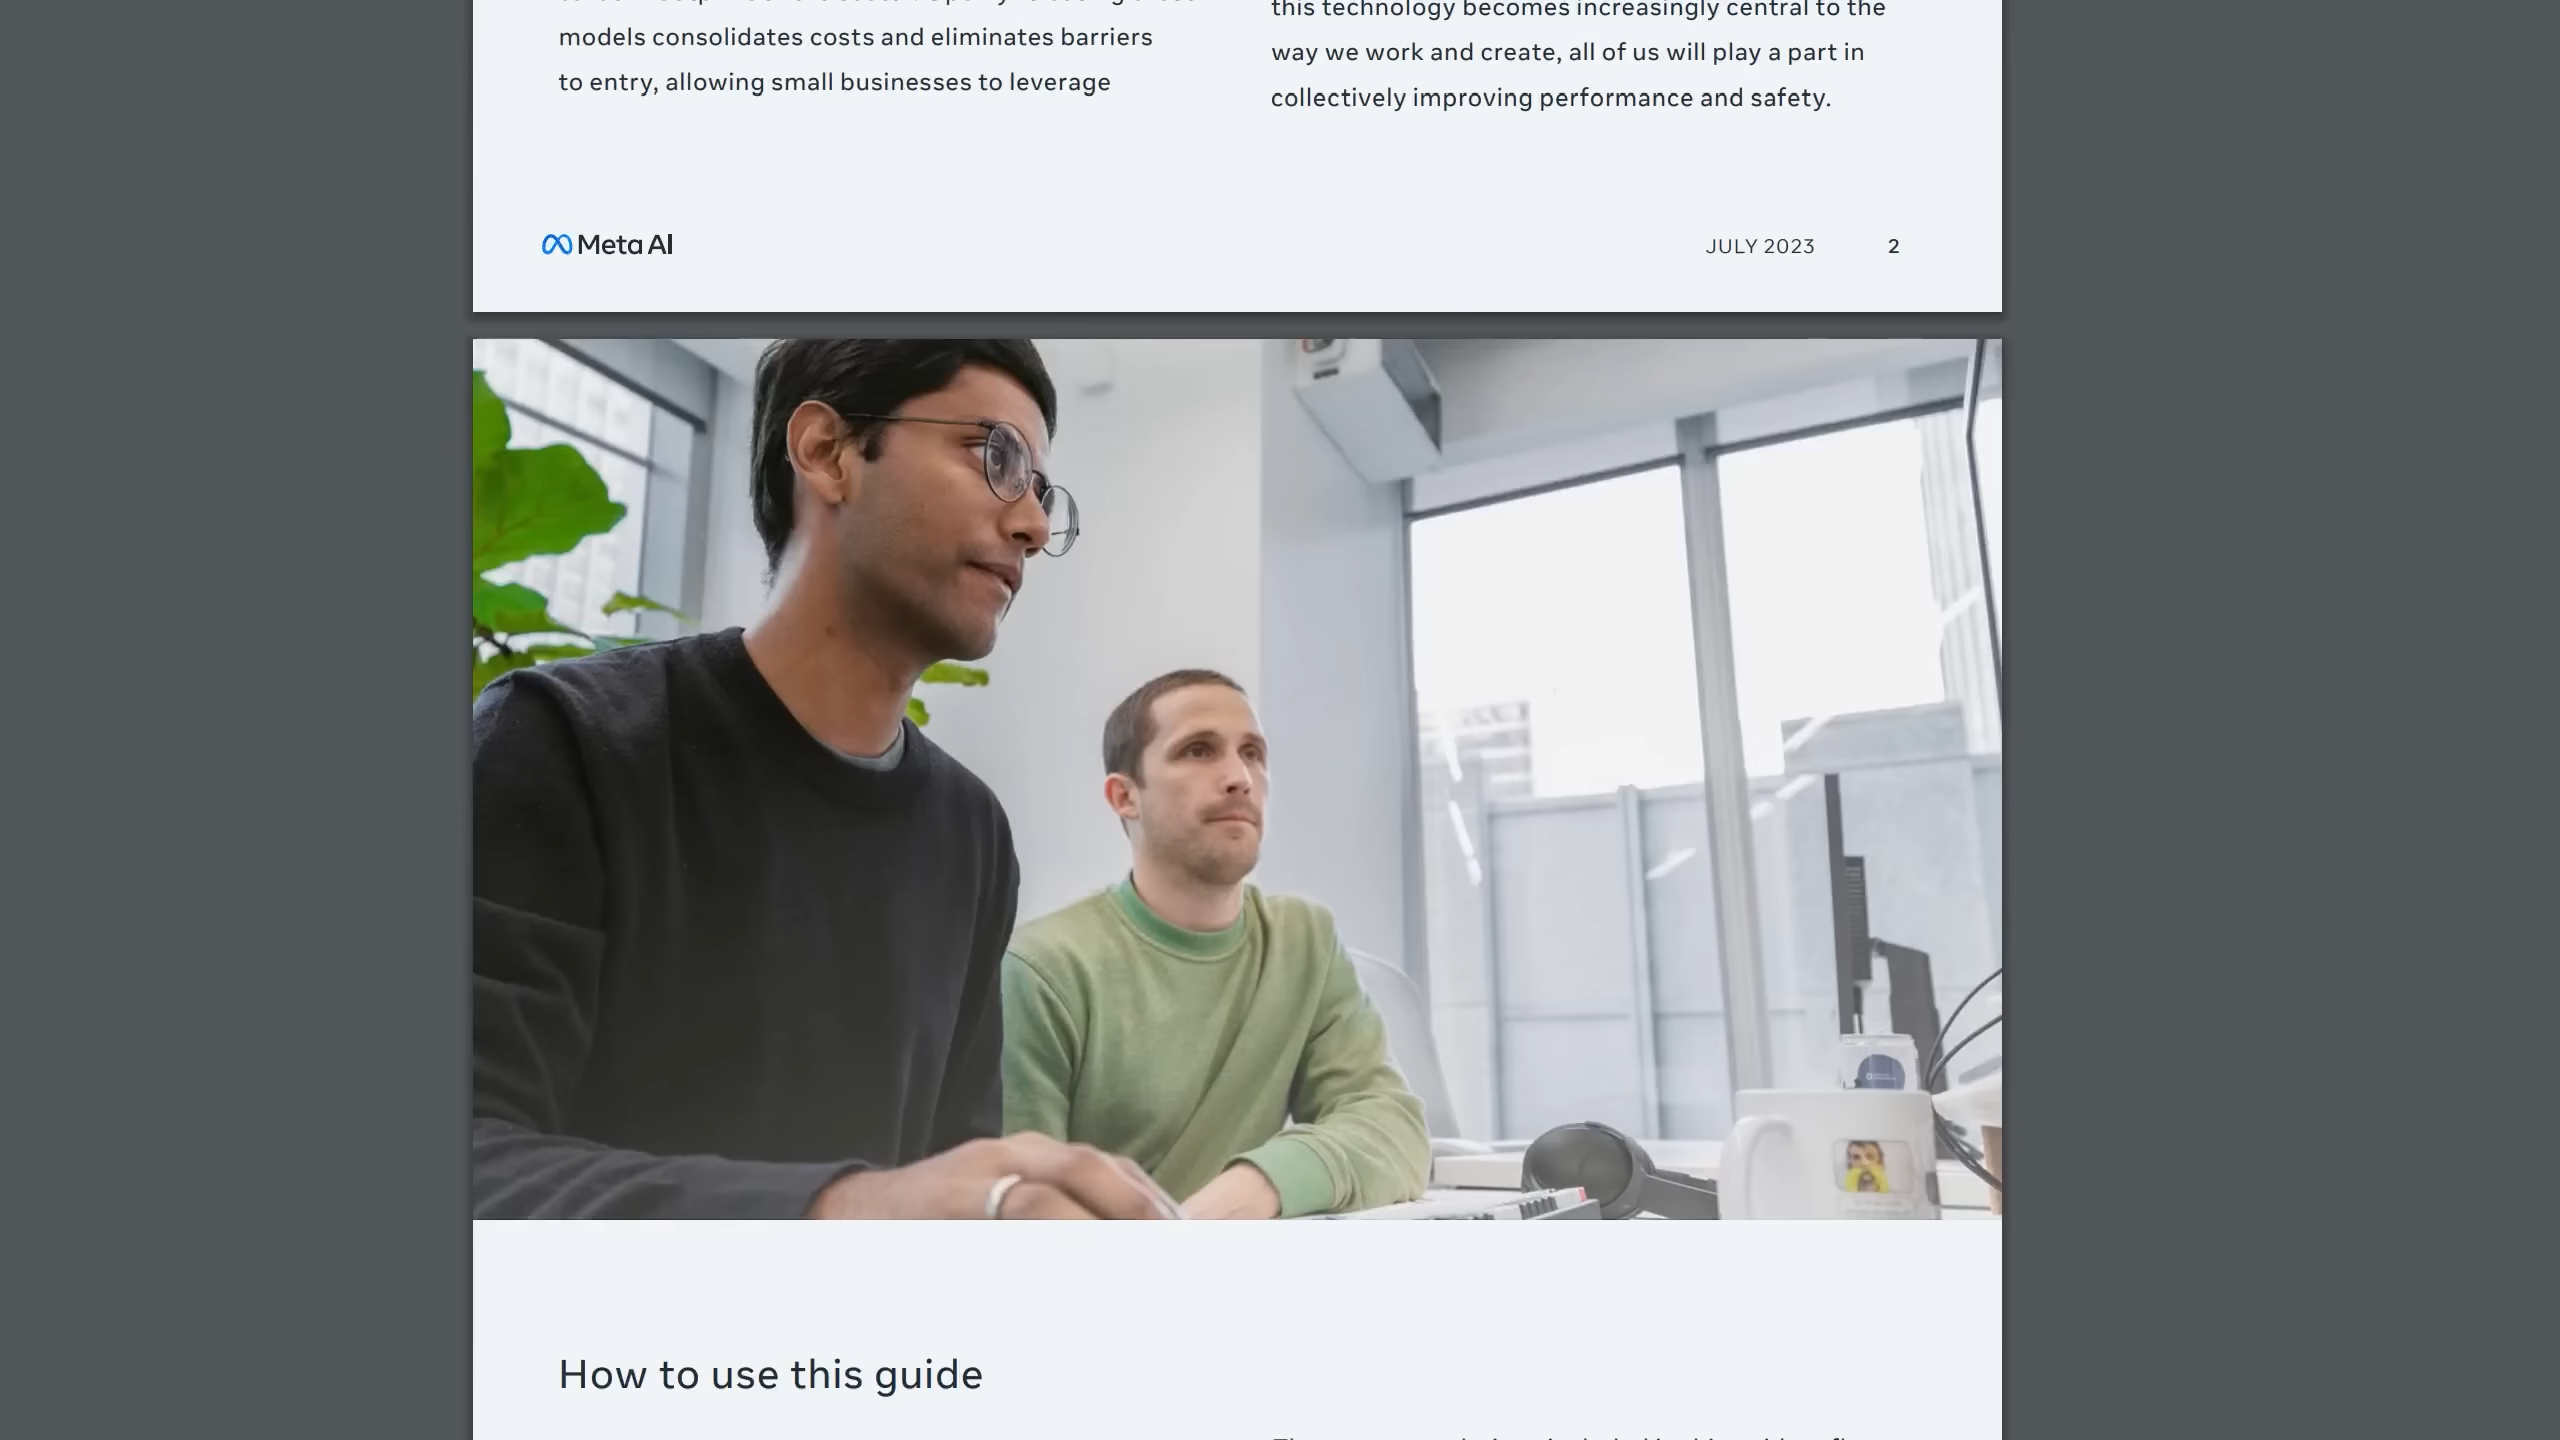 models consolidates costs and eliminates barriers
to entry, allowing small businesses to leverage
this technology becomes increasingly central to the
way we work and create, all of us will play a part in
collectively improving performance and safety.
Meta AI
JULY 2023
2
How to use this guide